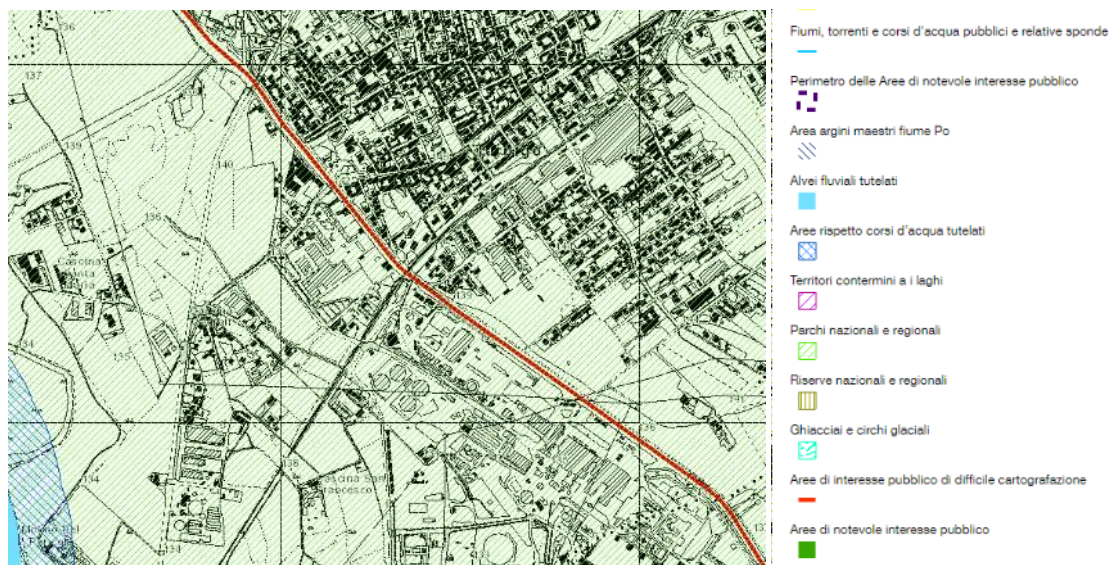 137
139
140
136
135
134
134
136
138
139
134
Cascina
Fiumi, torrenti e corsi d'acqua pubblici e relative sponde
Perimetro delle Aree di notevole interesse pubblico
Area argini maestri fiume Po
Alvei fluviali tutelati
Aree rispetto corsi d'acqua tutelati
Territori contermini a i laghi
Parchi nazionali e regionali
Riserve nazionali e regionali
Ghiacciai e circhi glaciali
Aree di interesse pubblico di difficile cartografazione
Aree di notevole interesse pubblico